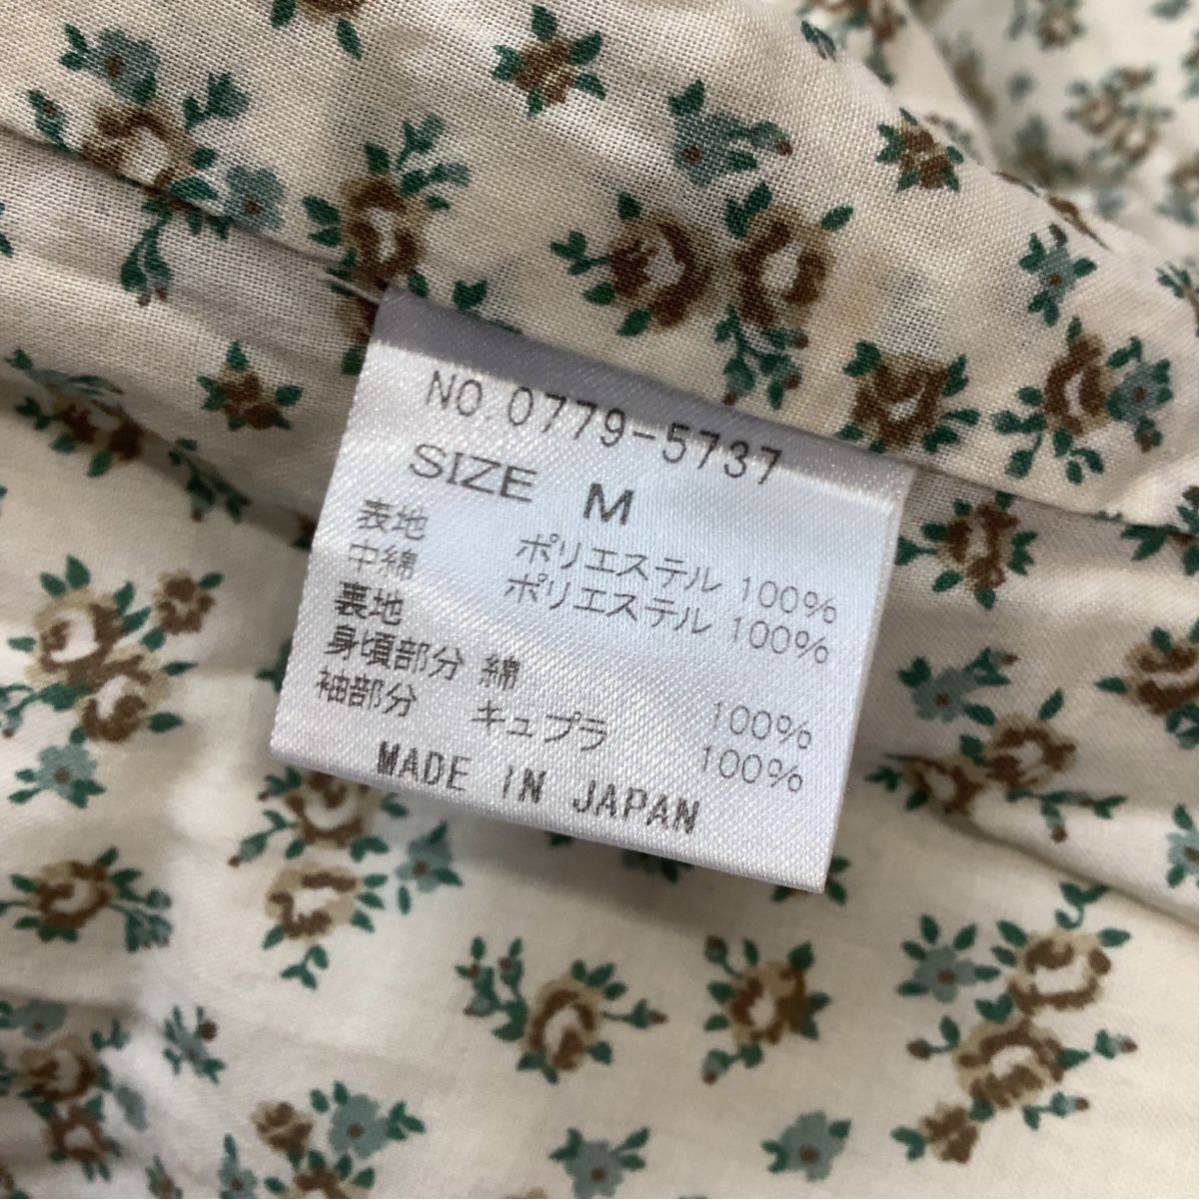 NO. 0779-5737
SIZE M
表地 ポリエステル 100%
中綿 ポリエステル 100%
裏地
身頃部分 綿 100%
袖部分 キュプラ 100%
MADE IN JAPAN